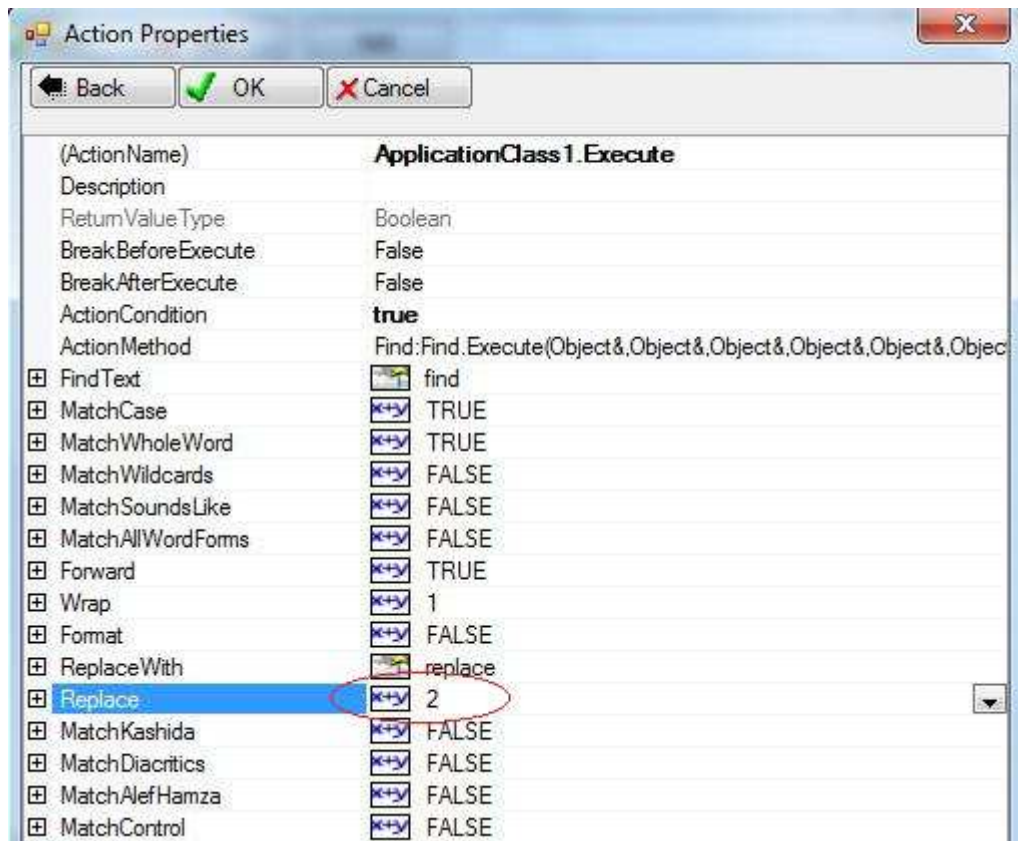 Action Properties
Back OK Cancel
(ActionName) ApplicationClass1.Execute
Description
ReturnValueType Boolean
BreakBeforeExecute False
BreakAfterExecute False
ActionCondition true
ActionMethod Find:Find.Execute(Object&,Object&,Object&,Object&,Object&,Object
FindText find
MatchCase TRUE
MatchWholeWord TRUE
MatchWildcards FALSE
MatchSoundsLike FALSE
MatchAllWordForms FALSE
Forward TRUE
Wrap 1
Format FALSE
ReplaceWith replace
Replace 2
MatchKashida FALSE
MatchDiacritics FALSE
MatchAlefHamza FALSE
MatchControl FALSE